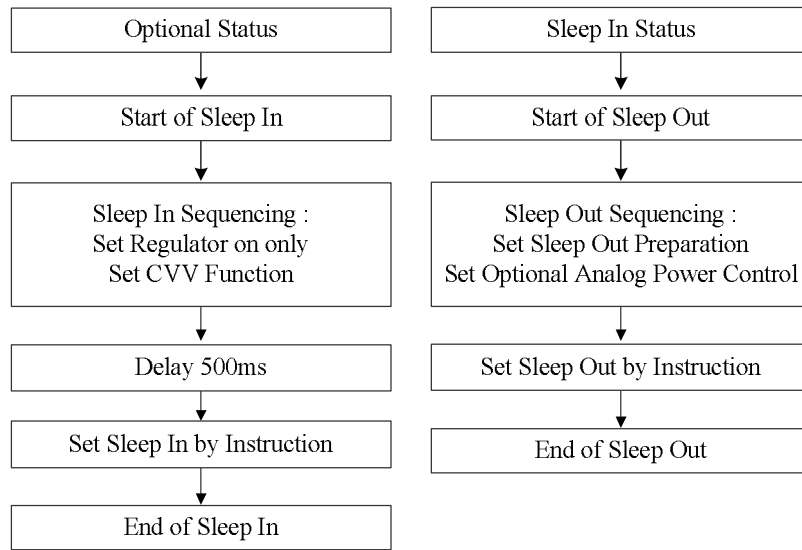 Optional Status
Start of Sleep In
Sleep In Sequencing :
Set Regulator on only
Set CVV Function
Delay 500ms
Set Sleep In by Instruction
End of Sleep In
Sleep In Status
Start of Sleep Out
Sleep Out Sequencing :
Set Sleep Out Preparation
Set Optional Analog Power Control
Set Sleep Out by Instruction
End of Sleep Out